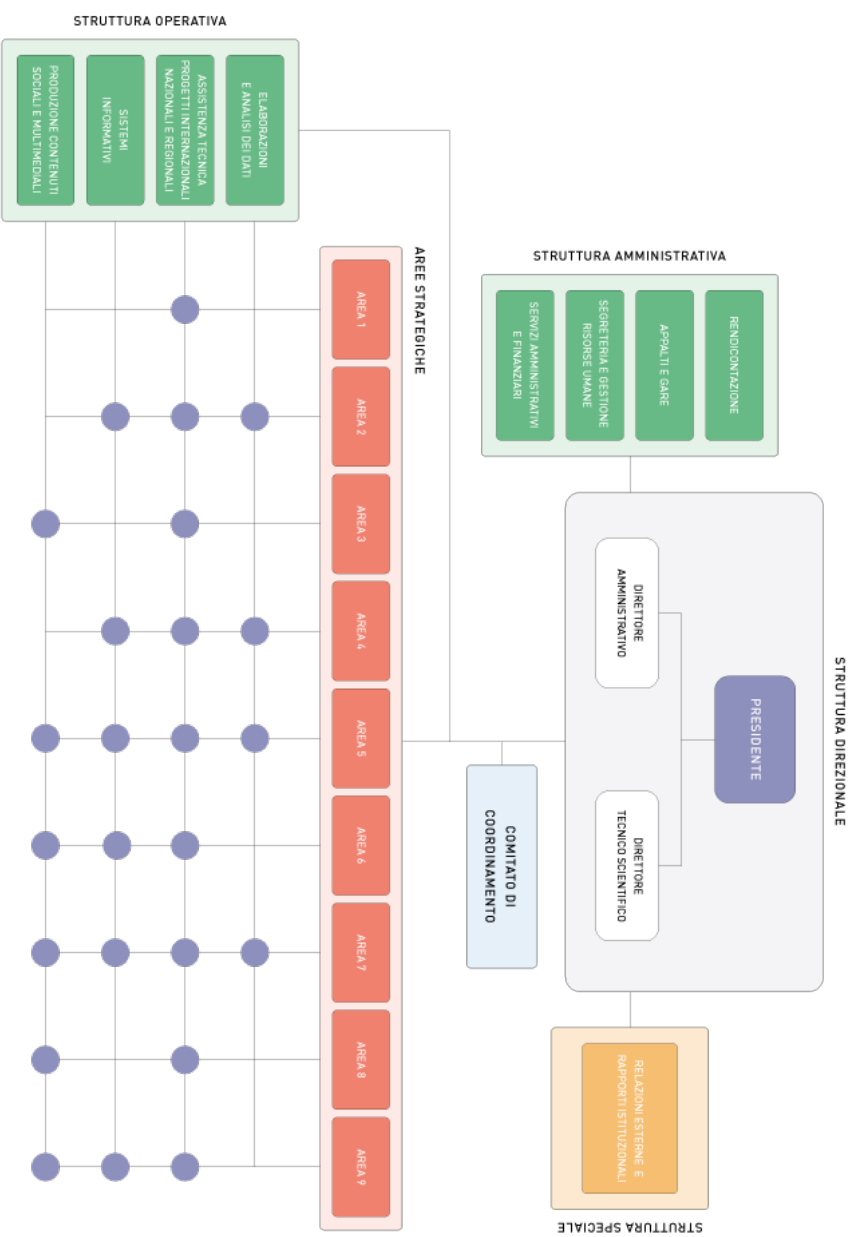 STRUTTURA DIREZIONALE
PRESIDENTE
DIRETTORE
AMMINISTRATIVO
DIRETTORE
TECNICO SCIENTIFICO
STRUTTURA AMMINISTRATIVA
RENDICONTAZIONE
APPALTI E GARE
SEGRETERIA E GESTIONE
RISORSE UMANE
SERVIZI AMMINISTRATIVI
E FINANZIARI
STRUTTURA SPECIALE
RELAZIONI ESTERNE E
RAPPORTI ISTITUZIONALI
COMITATO DI
COORDINAMENTO
AREE STRATEGICHE
AREA 1
AREA 2
AREA 3
AREA 4
AREA 5
AREA 6
AREA 7
AREA 8
AREA 9
STRUTTURA OPERATIVA
ELABORAZIONI
E ANALISI DEI DATI
ASSISTENZA TECNICA
PROGETTI INTERNAZIONALI
NAZIONALI E REGIONALI
SISTEMI
INFORMATIVI
PRODUZIONE CONTENUTI
SOCIALI E MULTIMEDIALI